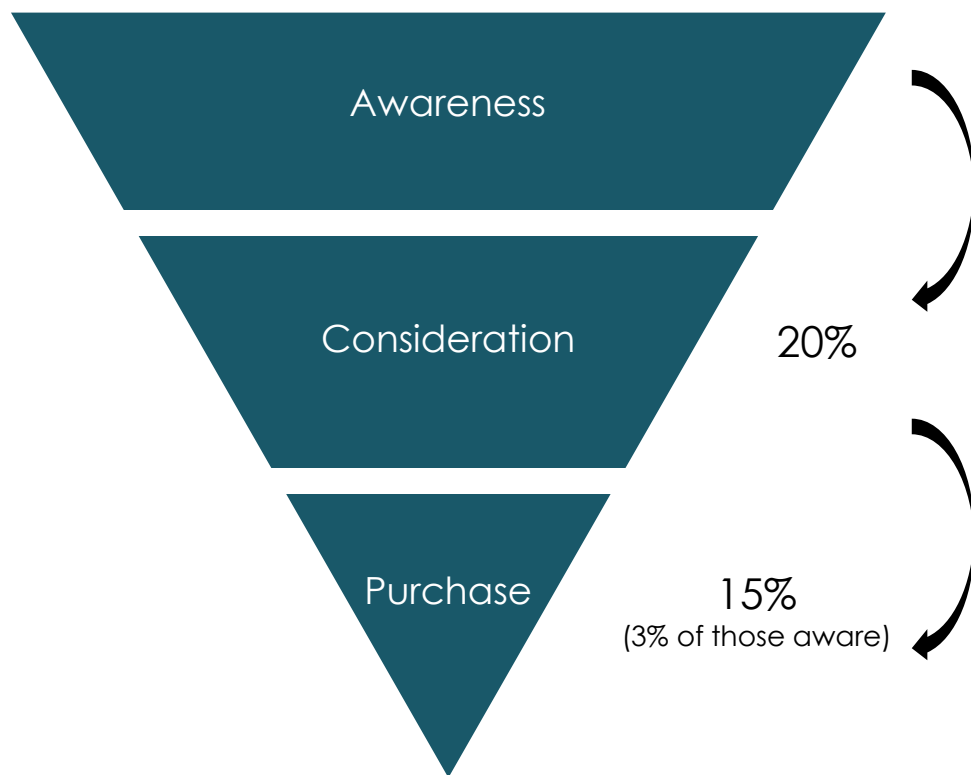 Awareness
Consideration
20%
Purchase
15%
(3% of those aware)